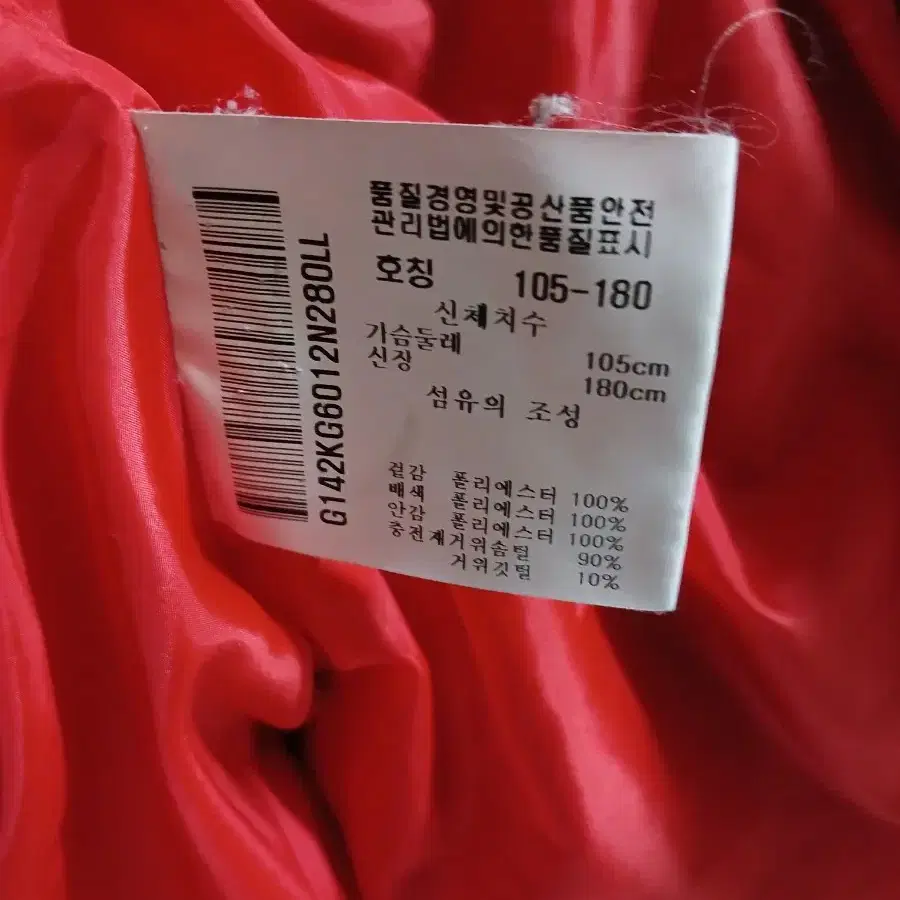 품질경영및공산품안전
관리법에의한품질표시
호칭 105-180
신체치수
가슴둘레 105cm
신장 180cm
섬유의 조성
겉감 폴리에스터 100%
배색 폴리에스터 100%
안감 폴리에스터 100%
충전재거위솜털 90%
거위깃털 10%
G142KG6012N280LL